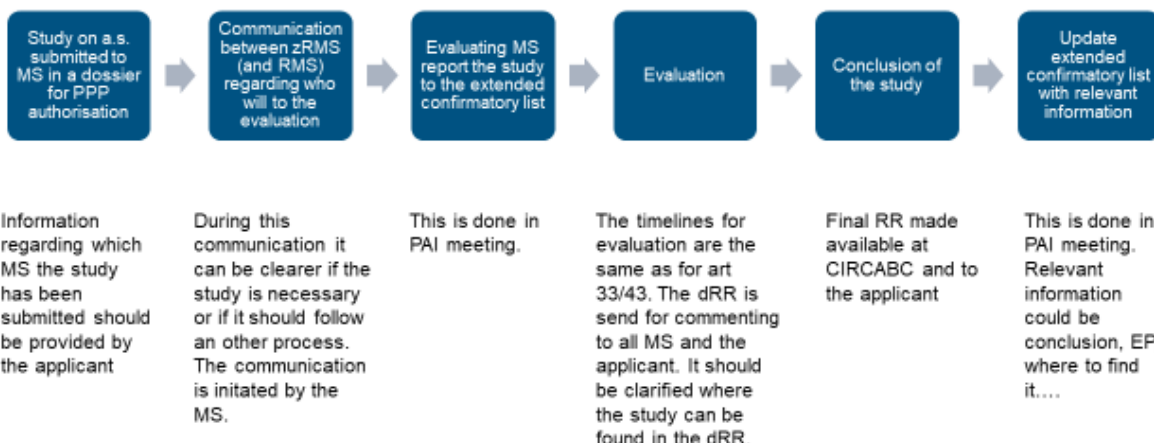 Study on a.s.
submitted to
MS in a dossier
for PPP
authorisation
Communication
between zRMS
(and RMS)
regarding who
will to the
evaluation
Evaluating MS
report the study
to the extended
confirmatory list
Evaluation
Conclusion of
the study
Update
extended
confirmatory list
with relevant
information
Information
regarding which
MS the study
has been
submitted should
be provided by
the applicant
During this
communication it
can be clearer if the
study is necessary
or if it should follow
an other process.
The communication
is initated by the
MS.
This is done in
PAI meeting.
The timelines for
evaluation are the
same as for art
33/43. The dRR is
send for commenting
to all MS and the
applicant. It should
be clarified where
the study can be
found in the dRR
Final RR made
available at
CIRCABC and to
the applicant
This is done in
PAI meeting.
Relevant
information
could be
conclusion, EP
where to find
it....